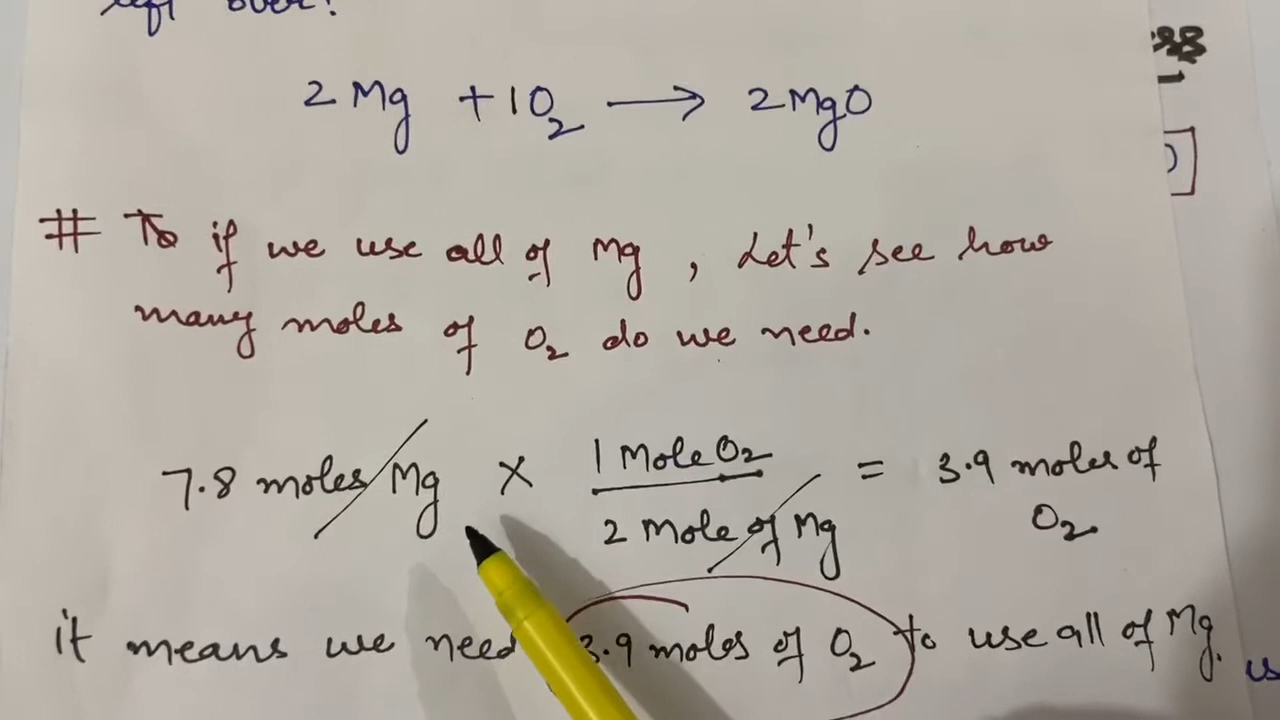 left over!
2 Mg + 1O₂ → 2MgO
# To if we use all of Mg, Let's see how
many moles of O₂ do we need.
7.8 moles Mg × 1 Mole O₂ / 2 Mole of Mg = 3.9 moles of O₂
it means we need 3.9 moles of O₂ to use all of Mg.